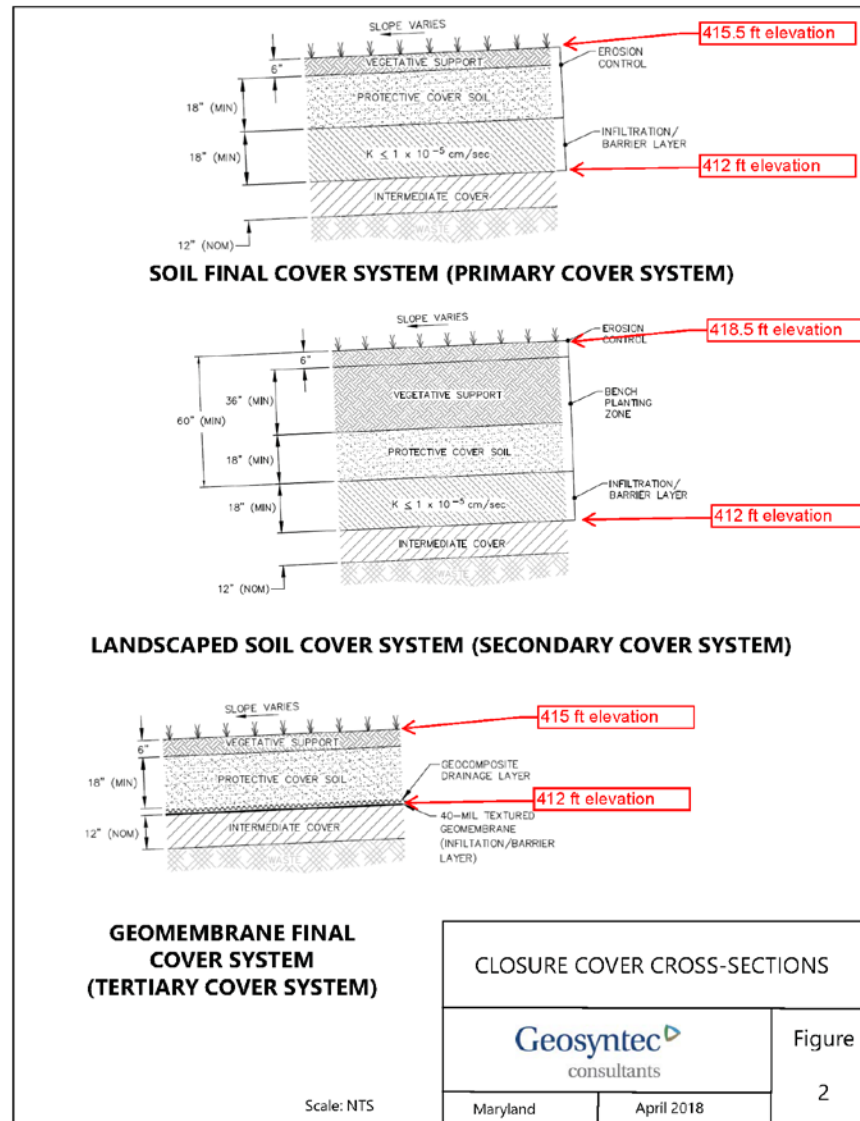 SLOPE VARIES
415.5 ft elevation
EROSION
CONTROL
VEGETATIVE SUPPORT
6"
PROTECTIVE COVER SOIL
18" (MIN)
INFILTRATION/
BARRIER LAYER
18" (MIN)
K ≤ 1 x 10 -5 cm/sec
412 ft elevation
INTERMEDIATE COVER
WASTE
12" (NOM)
SOIL FINAL COVER SYSTEM (PRIMARY COVER SYSTEM)
SLOPE VARIES
EROSION
CONTROL
418.5 ft elevation
6"
VEGETATIVE SUPPORT
36" (MIN)
BENCH
PLANTING
ZONE
60" (MIN)
PROTECTIVE COVER SOIL
18" (MIN)
INFILTRATION/
BARRIER LAYER
K ≤ 1 x 10 -5 cm/sec
18" (MIN)
412 ft elevation
INTERMEDIATE COVER
WASTE
12" (NOM)
LANDSCAPED SOIL COVER SYSTEM (SECONDARY COVER SYSTEM)
SLOPE VARIES
415 ft elevation
VEGETATIVE SUPPORT
6"
PROTECTIVE COVER SOIL
18" (MIN)
GEOCOMPOSITE
DRAINAGE LAYER
412 ft elevation
40-MIL TEXTURED
GEOMEMBRANE
(INFILTATION/BARRIER
LAYER)
INTERMEDIATE COVER
12" (NOM)
WASTE
GEOMEMBRANE FINAL
COVER SYSTEM
(TERTIARY COVER SYSTEM)
CLOSURE COVER CROSS-SECTIONS
Geosyntec
consultants
Figure
2
Scale: NTS
Maryland
April 2018